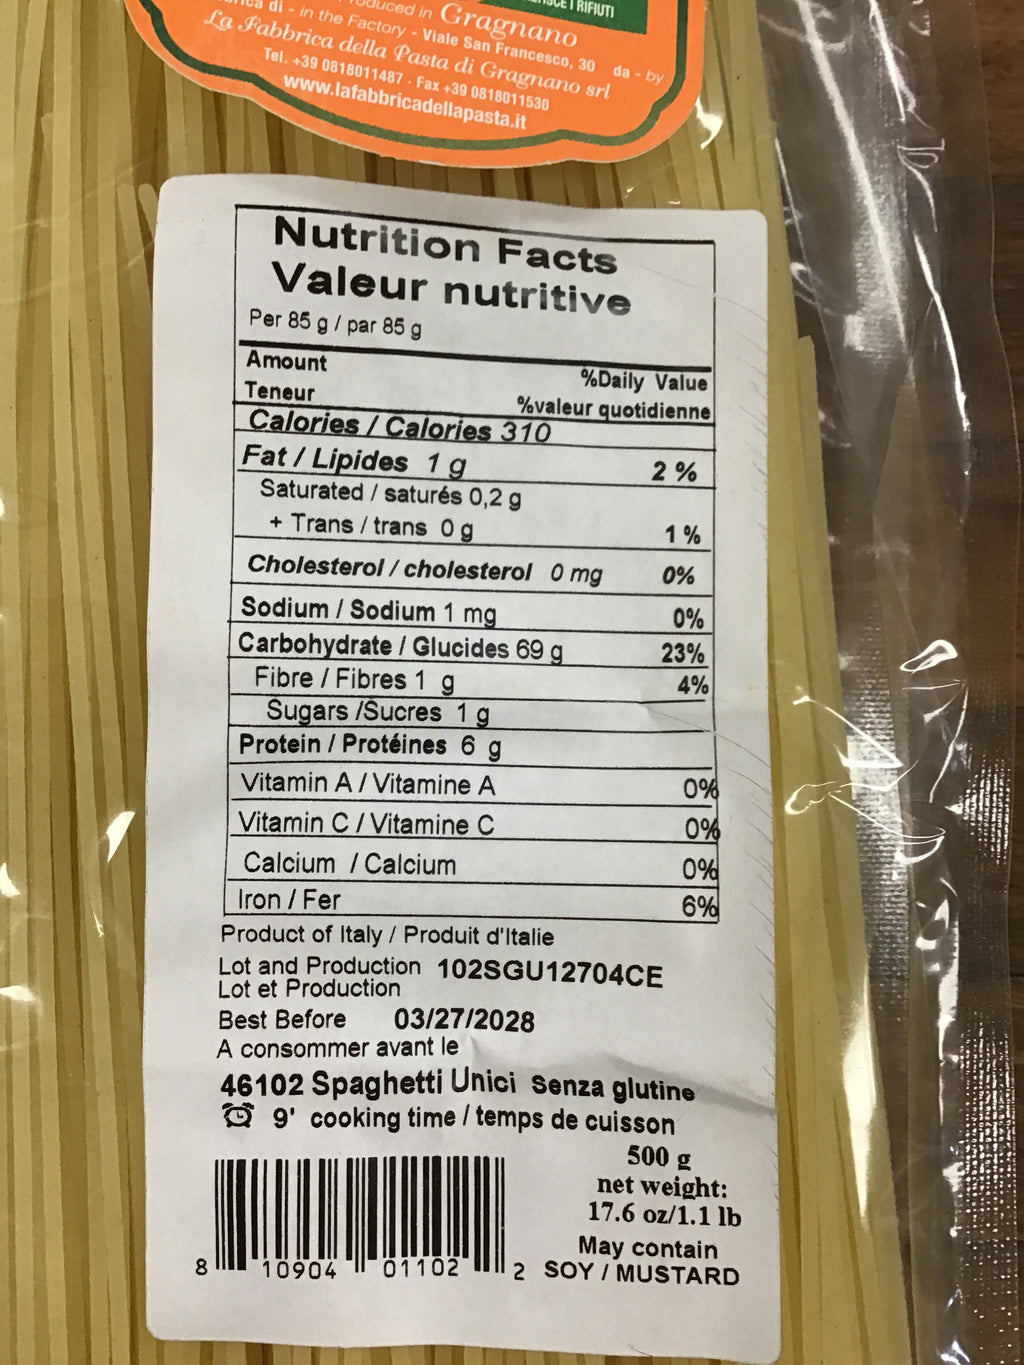 RIFIUTI
in Gragnano
di - in the Factory - Viale San Francesco, 30 da - by
La Fabbrica della Pasta di Gragnano srl
Tel. +39 0818011487 - Fax +39 0818011530
www.lafabbricadellapasta.it
Nutrition Facts
Valeur nutritive
Per 85 g / par 85 g
Amount
%Daily Value
Teneur
%valeur quotidienne
Calories / Calories 310
Fat / Lipides 1 g 2 %
Saturated / saturés 0,2 g
+ Trans / trans 0 g 1 %
Cholesterol / cholesterol 0 mg 0%
Sodium / Sodium 1 mg 0%
Carbohydrate / Glucides 69 g 23%
Fibre / Fibres 1 g 4%
Sugars /Sucres 1 g
Protein / Protéines 6 g
Vitamin A / Vitamine A 0%
Vitamin C / Vitamine C 0%
Calcium / Calcium 0%
Iron / Fer 6%
Product of Italy / Produit d'Italie
Lot and Production 102SGU12704CE
Lot et Production
Best Before 03/27/2028
A consommer avant le
46102 Spaghetti Unici Senza glutine
9' cooking time / temps de cuisson
500 g
net weight:
17.6 oz/1.1 lb
May contain
SOY / MUSTARD
8 10904 01102 2